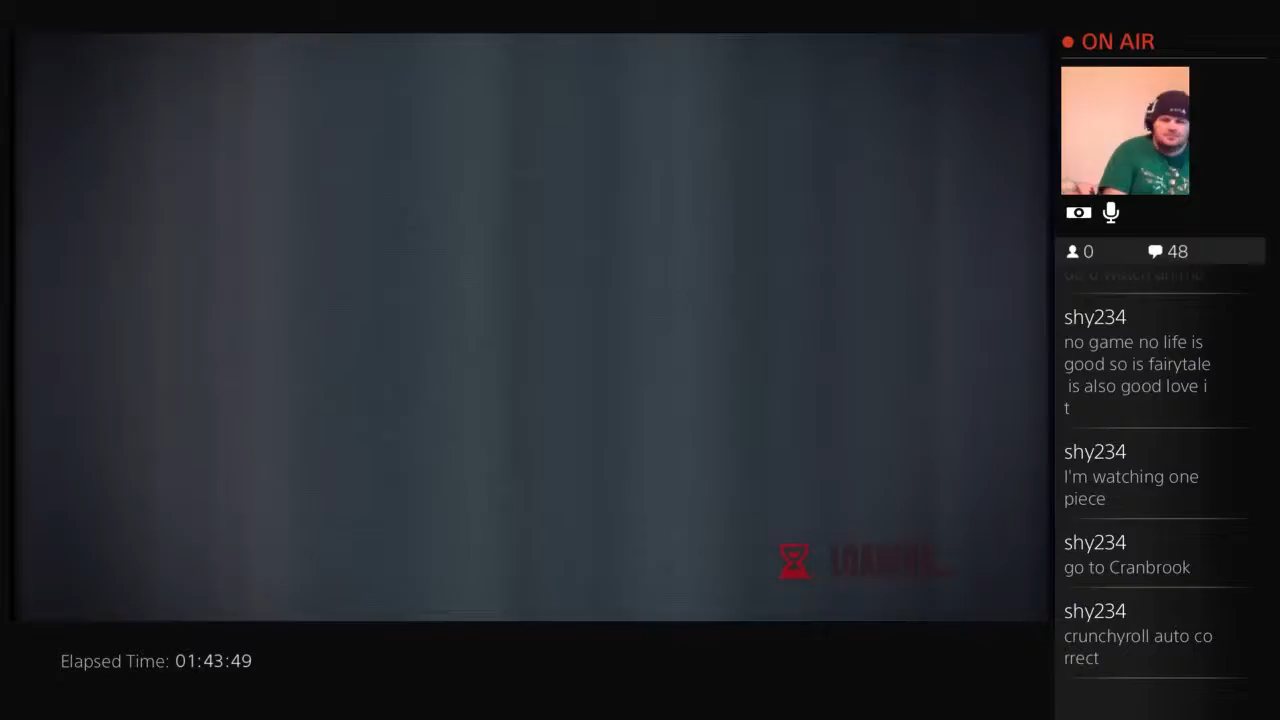 ON AIR
0 48
shy234
no game no life is
good so is fairytale
is also good love i
t
shy234
I'm watching one
piece
shy234
go to Cranbrook
shy234
crunchyroll auto co
rrect
LOADING...
Elapsed Time: 01:43:49